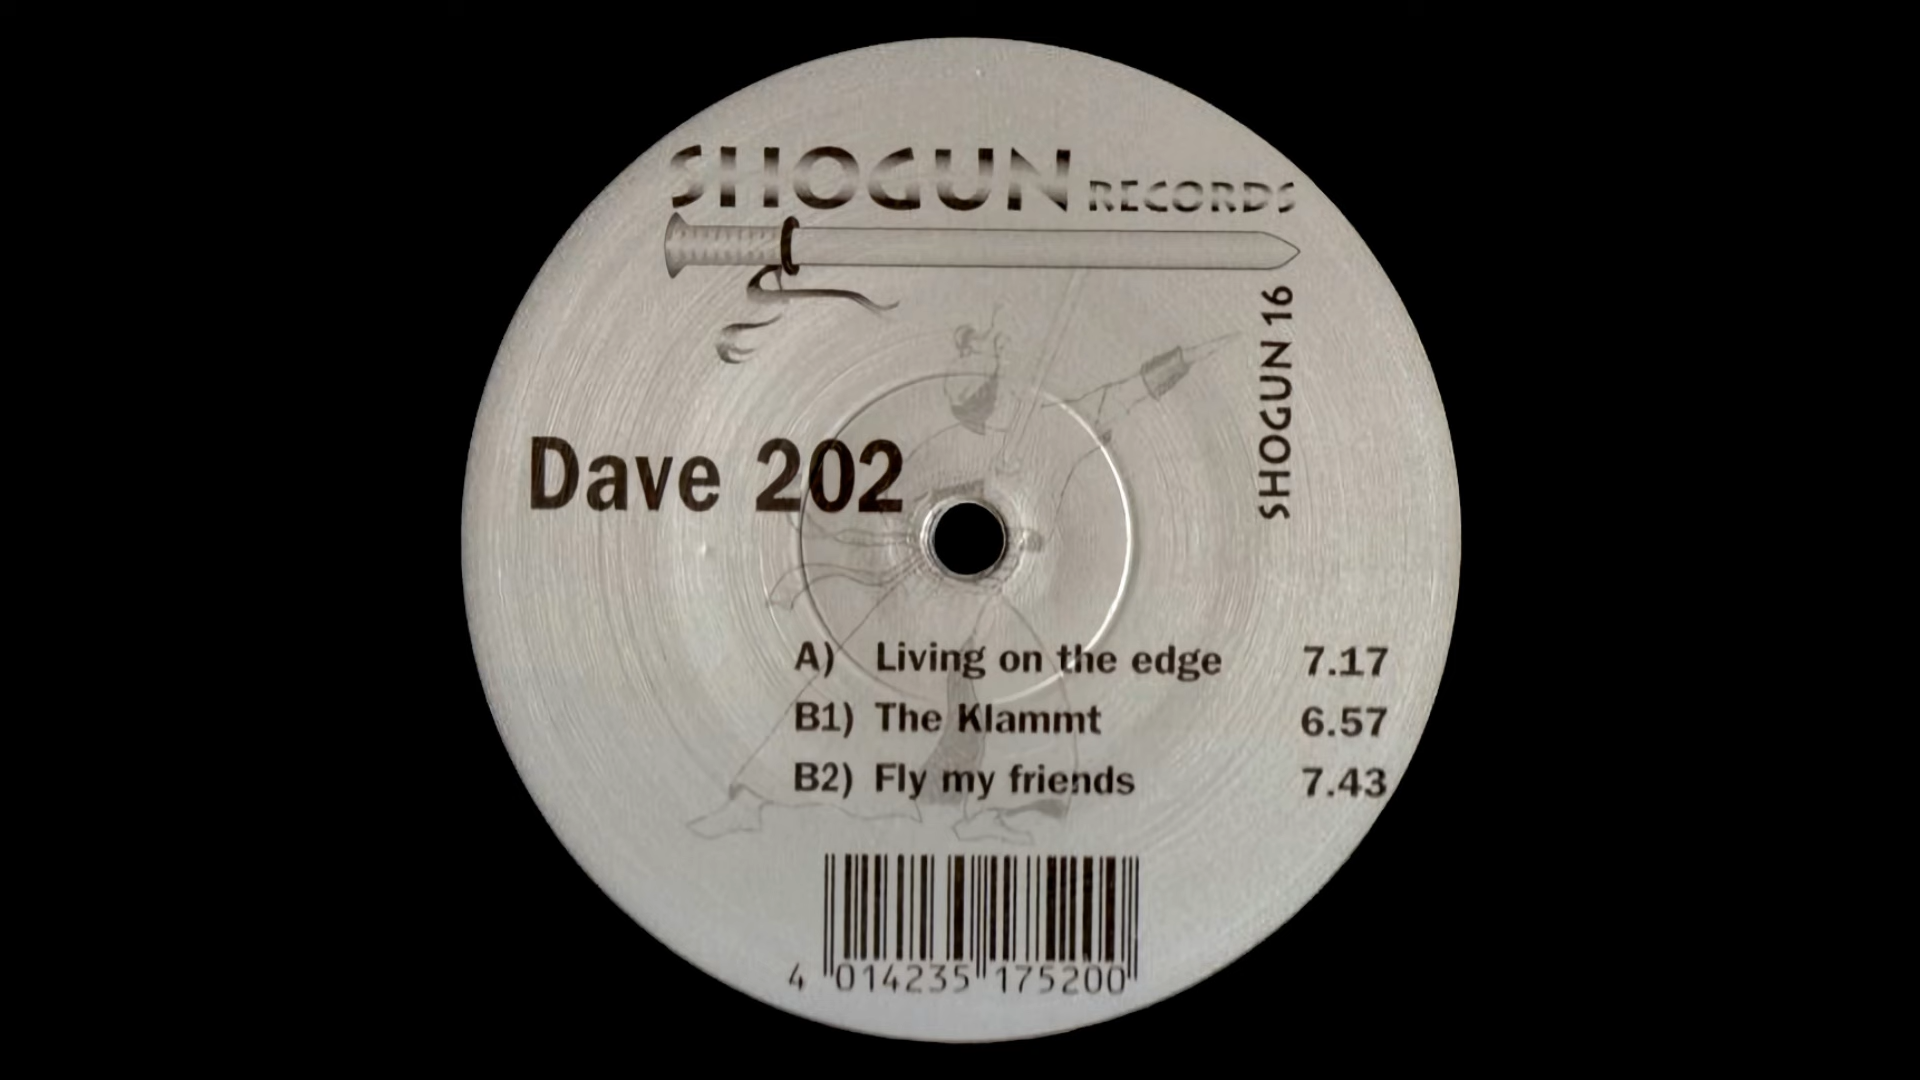 SHOGUN RECORDS
SHOGUN 16
Dave 202
A) Living on the edge 7.17
B1) The Klammt 6.57
B2) Fly my friends 7.43
4 014235 175200